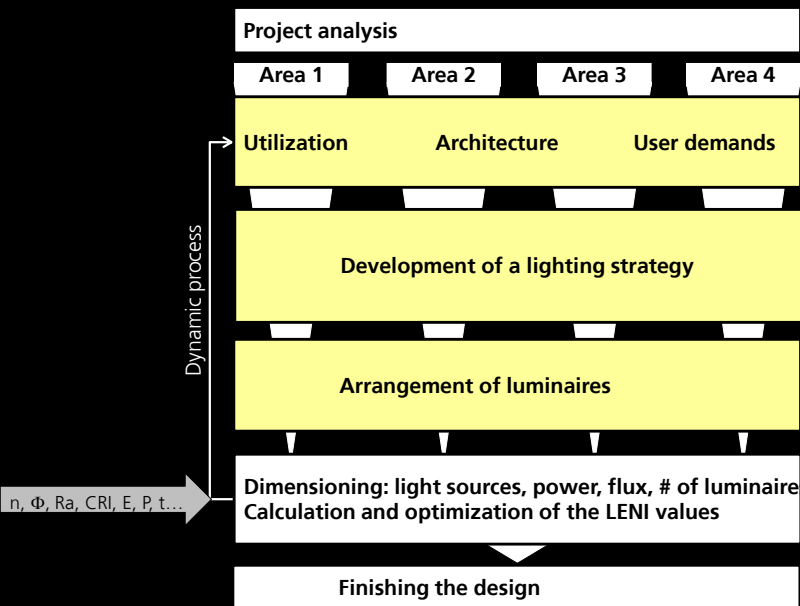 Project analysis
Area 1 Area 2 Area 3 Area 4
Utilization Architecture User demands
Development of a lighting strategy
Dynamic process
Arrangement of luminaires
n, Φ, Ra, CRI, E, P, t...
Dimensioning: light sources, power, flux, # of luminaire
Calculation and optimization of the LENI values
Finishing the design